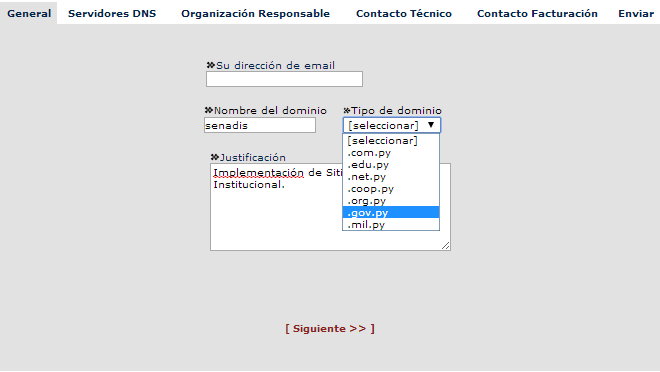 General Servidores DNS Organización Responsable Contacto Técnico Contacto Facturación Enviar
Su dirección de email
Nombre del dominio Tipo de dominio
senadis [seleccionar]
[seleccionar]
.com.py
.edu.py
.net.py
.coop.py
.org.py
.gov.py
.mil.py
Justificación
Implementación de
Institucional.
[ Siguiente >> ]